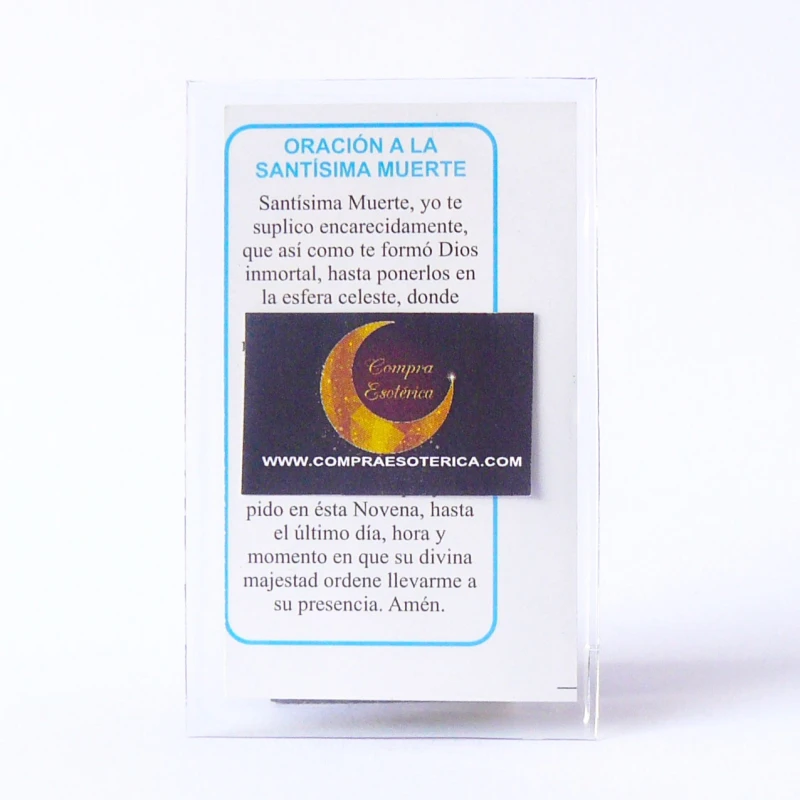 ORACIÓN A LA
SANTÍSIMA MUERTE
Santísima Muerte, yo te
suplico encarecidamente,
que así como te formó Dios
inmortal, hasta ponerlos en
la esfera celeste, donde
Compra
Esotérica
WWW.COMPRAESOTERICA.COM
pido en ésta Novena, hasta
el último día, hora y
momento en que su divina
majestad ordene llevarme a
su presencia. Amén.